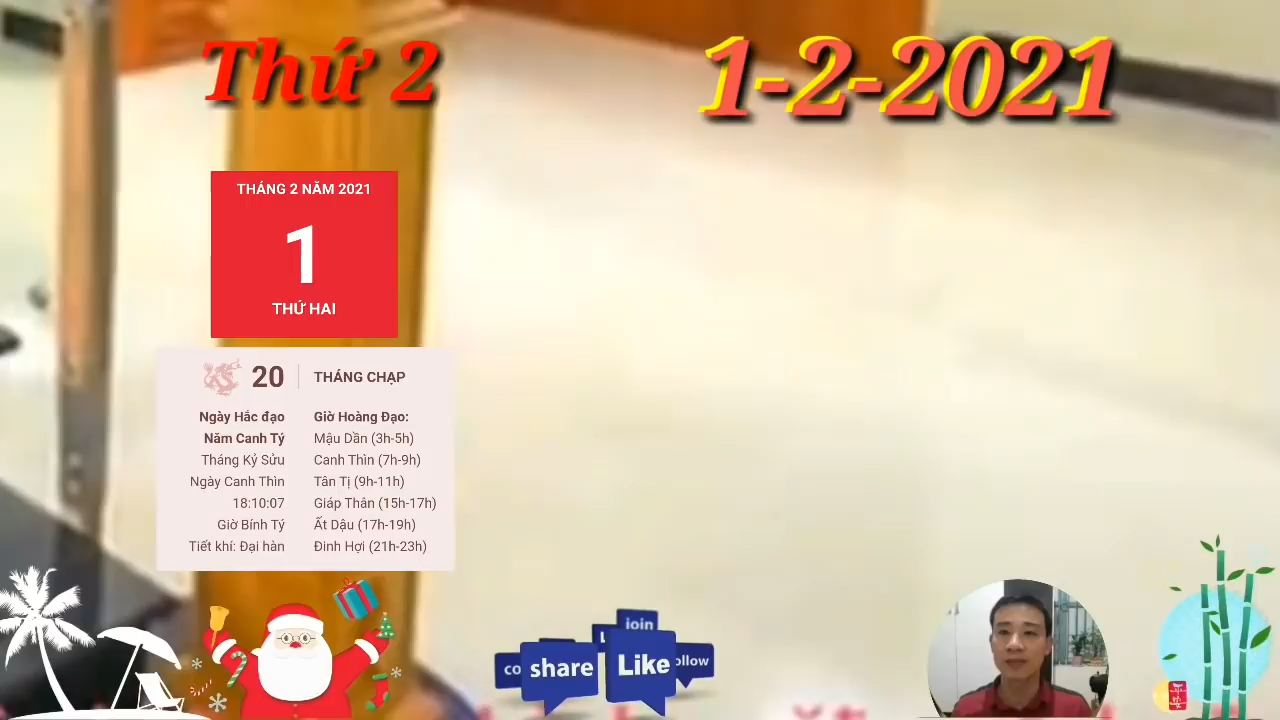 Thứ 2
1-2-2021
THÁNG 2 NĂM 2021
1
THỨ HAI
20
THÁNG CHẠP
Ngày Hắc đạo
Năm Canh Tý
Tháng Kỷ Sửu
Ngày Canh Thìn
18:10:07
Giờ Bính Tý
Tiết khí: Đại hàn
Giờ Hoàng Đạo:
Mậu Dần (3h-5h)
Canh Thìn (7h-9h)
Tân Tị (9h-11h)
Giáp Thân (15h-17h)
Ất Dậu (17h-19h)
Đinh Hợi (21h-23h)
join
co
share
Like
ollow